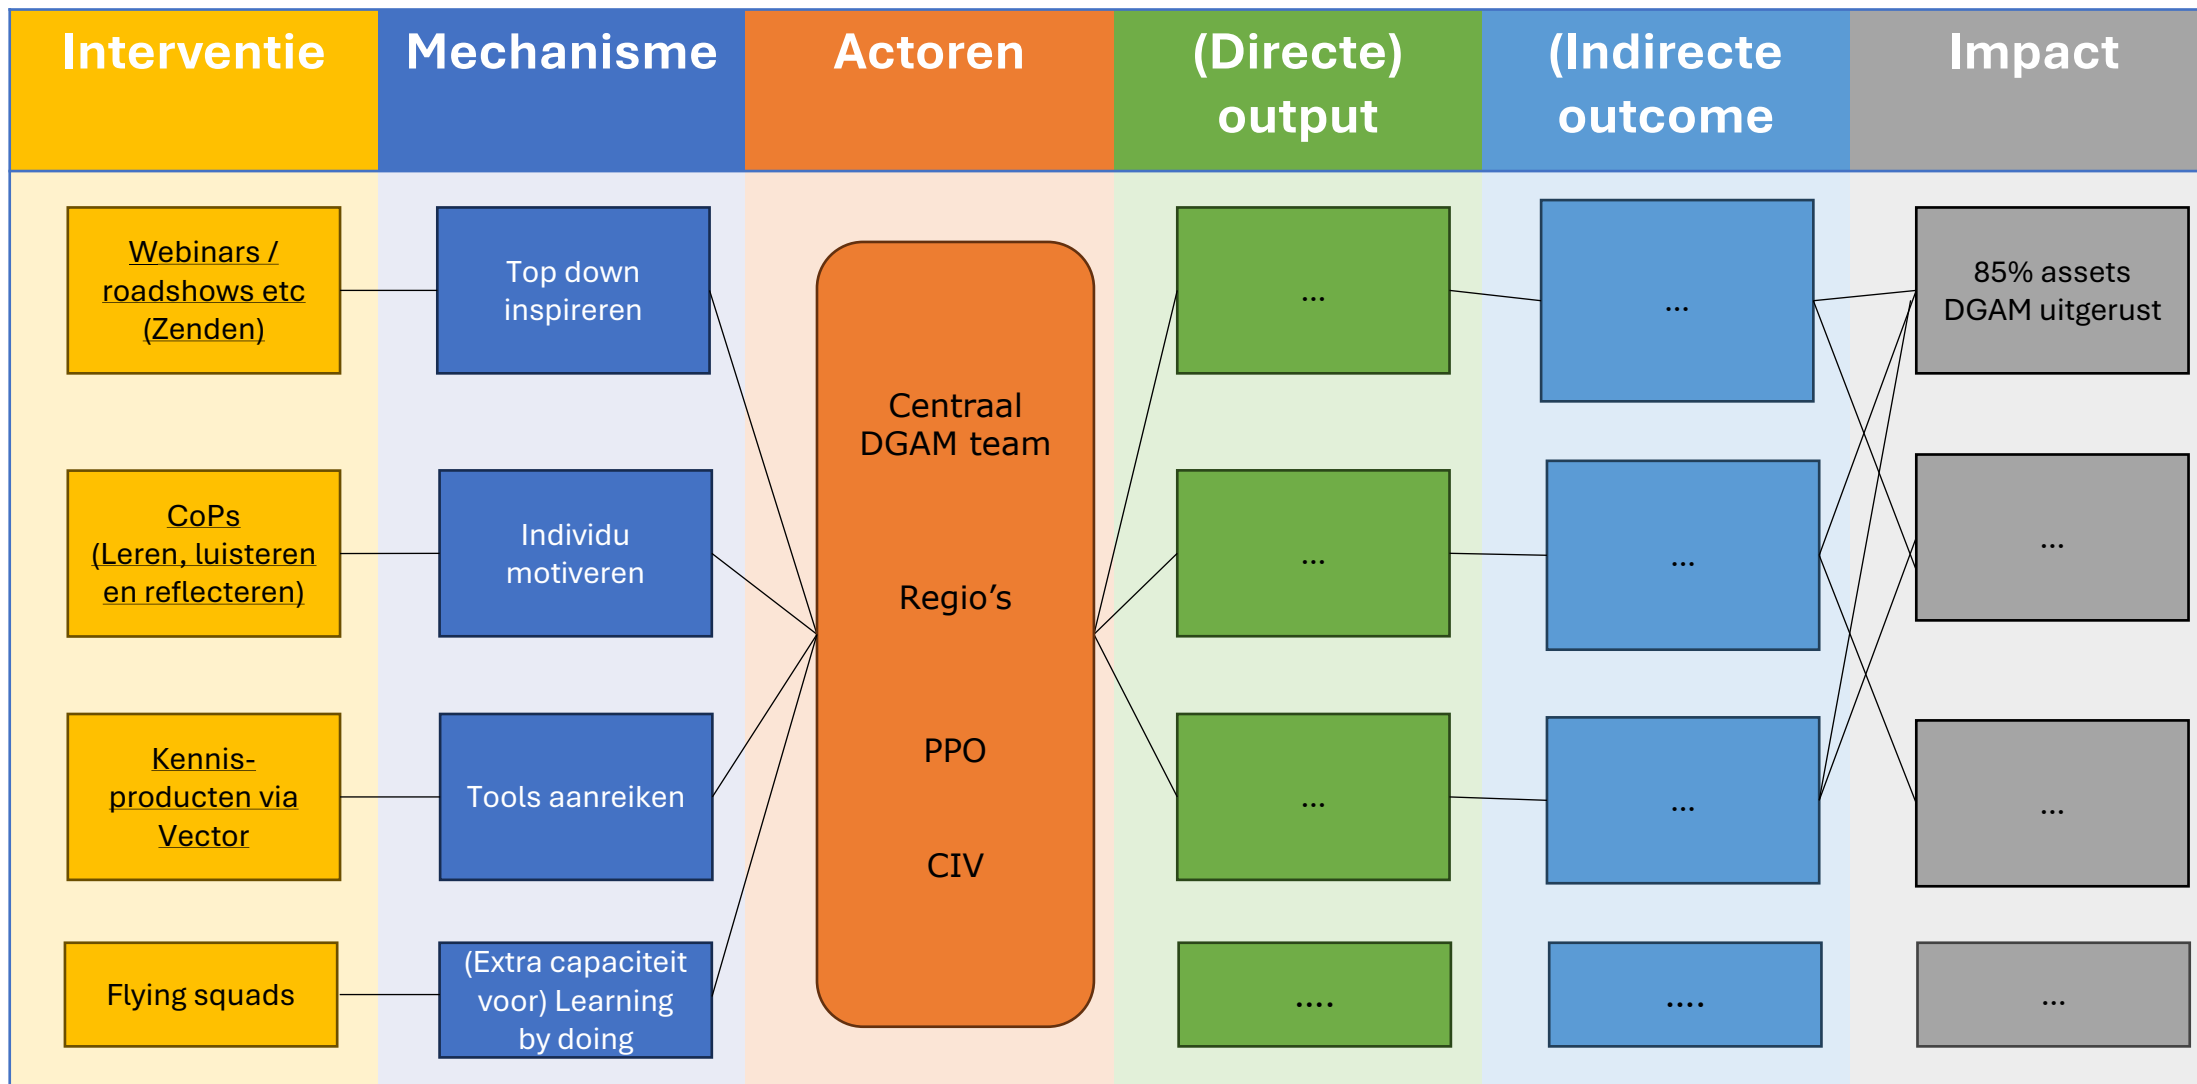 Interventie
Mechanisme
Actoren
(Directe)
output
(Indirecte
outcome
Impact
Webinars /
roadshows etc
(Zenden)
Top down
inspireren
...
...
85% assets
DGAM uitgerust
Centraal
DGAM team
Regio’s
PPO
CIV
CoPs
(Leren, luisteren
en reflecteren)
Individu
motiveren
...
...
...
Kennis-
producten via
Vector
Tools aanreiken
...
...
...
Flying squads
(Extra capaciteit
voor) Learning
by doing
....
....
...